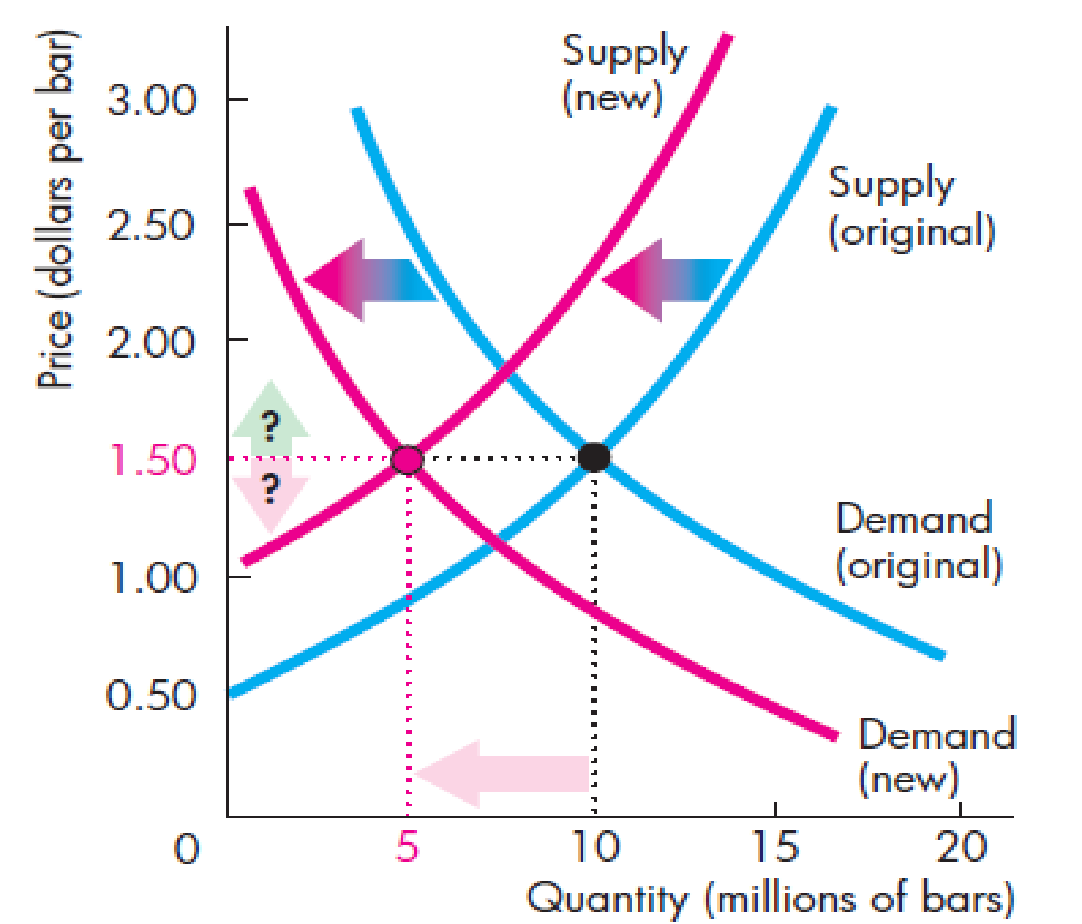 Price (dollars per bar)
3.00
2.50
2.00
1.50
1.00
0.50
0
?
?
Supply
(new)
Supply
(original)
Demand
(original)
Demand
(new)
5
10
15
20
Quantity (millions of bars)